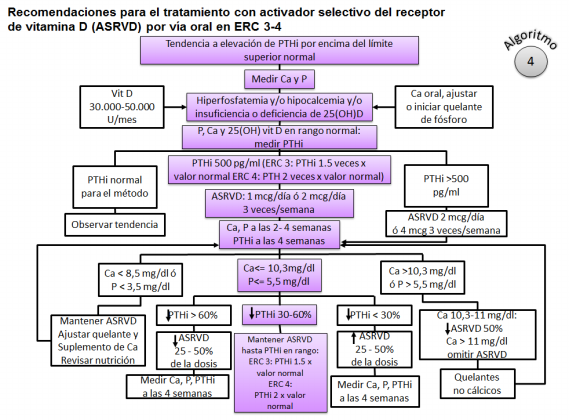 Recomendaciones para el tratamiento con activador selectivo del receptor
de vitamina D (ASRVD) por via oral en ERC 3-4
Algoritmo
4
Tendencia a elevación de PTHi por encima del límite
superior normal
Medir Ca y P
Vit D
30.000-50.000
U/mes
Hiperfosfatemia y/o hipocalcemia y/o
insuficiencia o deficiencia de 25(OH)D
Ca oral, ajustar
o iniciar quelante
de fósforo
P, Ca y 25(OH) vit D en rango normal:
medir PTHi
PTHi normal
para el método
Observar tendencia
PTHi 500 pg/ml (ERC 3: PTHi 1.5 veces x
valor normal ERC 4: PTH 2 veces x valor normal)
PTHi >500
pg/ml
ASRVD: 1 mcg/día ó 2 mcg/día
3 veces/semana
ASRVD 2 mcg/día
ó 4 mcg 3 veces/semana
Ca, P a las 2- 4 semanas
PTHi a las 4 semanas
Ca < 8,5 mg/dl ó
P < 3,5 mg/dl
Ca<= 10,3mg/dl
P<= 5,5 mg/dl
Ca >10,3 mg/dl
ó P > 5,5 mg/dl
Mantener ASRVD
Ajustar quelante y
Suplemento de Ca
Revisar nutrición
↓PTHi > 60%
↓ ASRVD
25 - 50%
de la dosis
Medir Ca, P, PTHi
a las 4 semanas
↓PTHi 30-60%
Mantener ASRVD
hasta PTHi en rango:
ERC 3: PTHi 1.5 x
valor normal
ERC 4:
PTHi 2 x valor
normal
↓PTHi < 30%
↑ ASRVD
25 - 50%
de la dosis
Medir Ca, P, PTHi
a las 4 semanas
Ca 10,3-11 mg/dl:
↓ASRVD 50%
Ca > 11 mg/dl
omitir ASRVD
Quelantes
no cálcicos